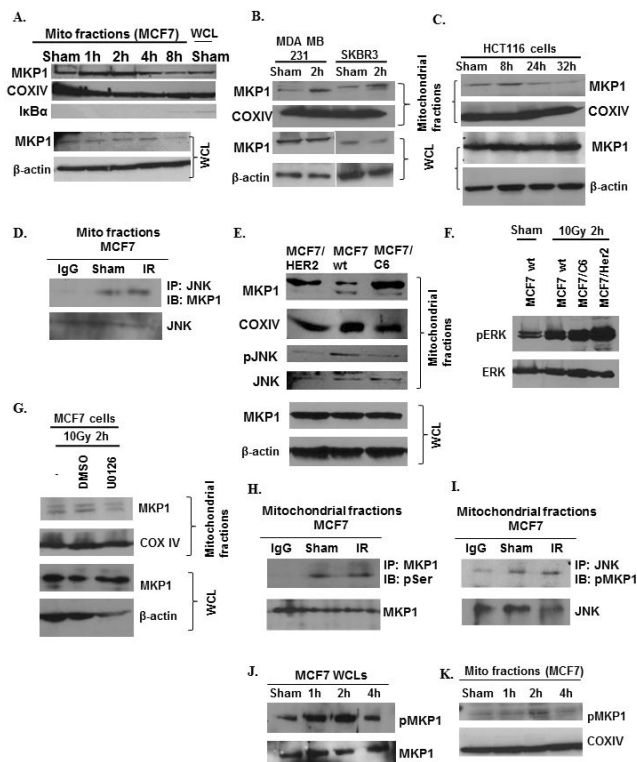 A.
Mito fractions (MCF7) WCL
Sham 1h 2h 4h 8h Sham
MKP1
COXIV
IκBα
MKP1
β-actin
WCL
B.
MDA MB
231 SKBR3
Sham 2h Sham 2h
MKP1
COXIV
MKP1
β-actin
Mitochondrial
fractions
WCL
C.
HCT116 cells
Sham 8h 24h 32h
MKP1
COXIV
MKP1
β-actin
Mitochondrial
fractions
WCL
D.
Mito fractions
MCF7
IgG Sham IR
IP: JNK
IB: MKP1
JNK
E.
MCF7/ MCF7 MCF7/
HER2 wt C6
MKP1
COXIV
pJNK
JNK
MKP1
β-actin
Mitochondrial
fractions
WCL
F.
Sham 10Gy 2h
MCF7 wt
MCF7 wt
MCF7/C6
MCF7/Her2
pERK
ERK
G.
MCF7 cells
10Gy 2h
-
DMSO
U0126
MKP1
COX IV
MKP1
β-actin
Mitochondrial
fractions
WCL
H.
Mitochondrial fractions
MCF7
IgG Sham IR
IP: MKP1
IB: pSer
MKP1
I.
Mitochondrial fractions
MCF7
IgG Sham IR
IP: JNK
IB: pMKP1
JNK
J.
MCF7 WCLs
Sham 1h 2h 4h
pMKP1
MKP1
K.
Mito fractions (MCF7)
Sham 1h 2h 4h
pMKP1
COXIV